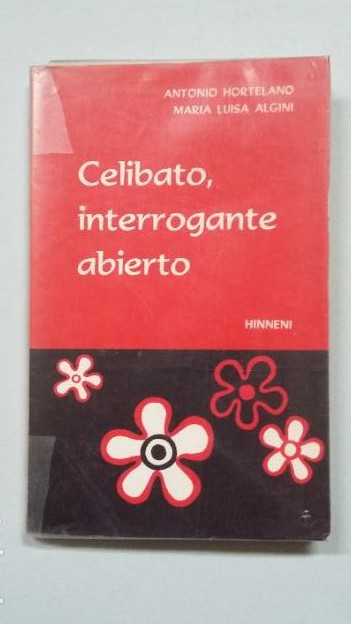 ANTONIO HORTELANO
MARIA LUISA ALGINI
Celibato,
interrogante
abierto
HINNENI